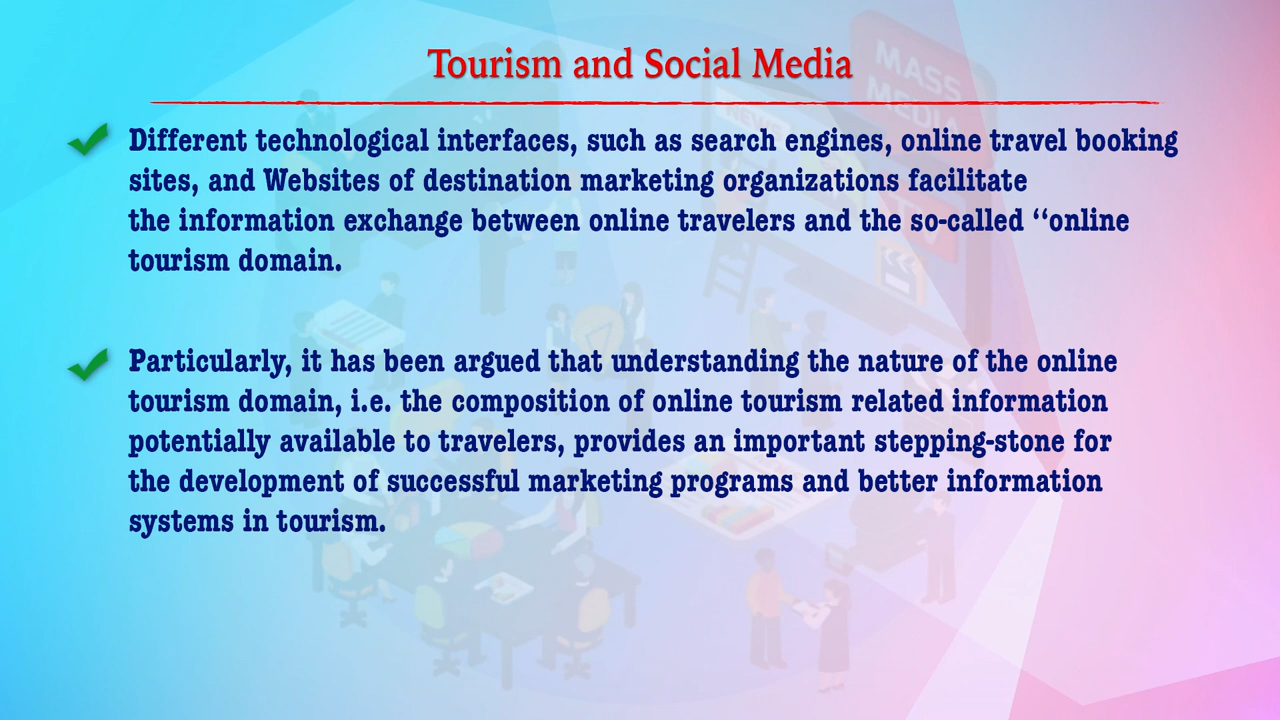 Tourism and Social Media
Different technological interfaces, such as search engines, online travel booking
sites, and Websites of destination marketing organizations facilitate
the information exchange between online travelers and the so-called ‘‘online
tourism domain.
Particularly, it has been argued that understanding the nature of the online
tourism domain, i.e. the composition of online tourism related information
potentially available to travelers, provides an important stepping-stone for
the development of successful marketing programs and better information
systems in tourism.
MASS
MEDIA
NEWS